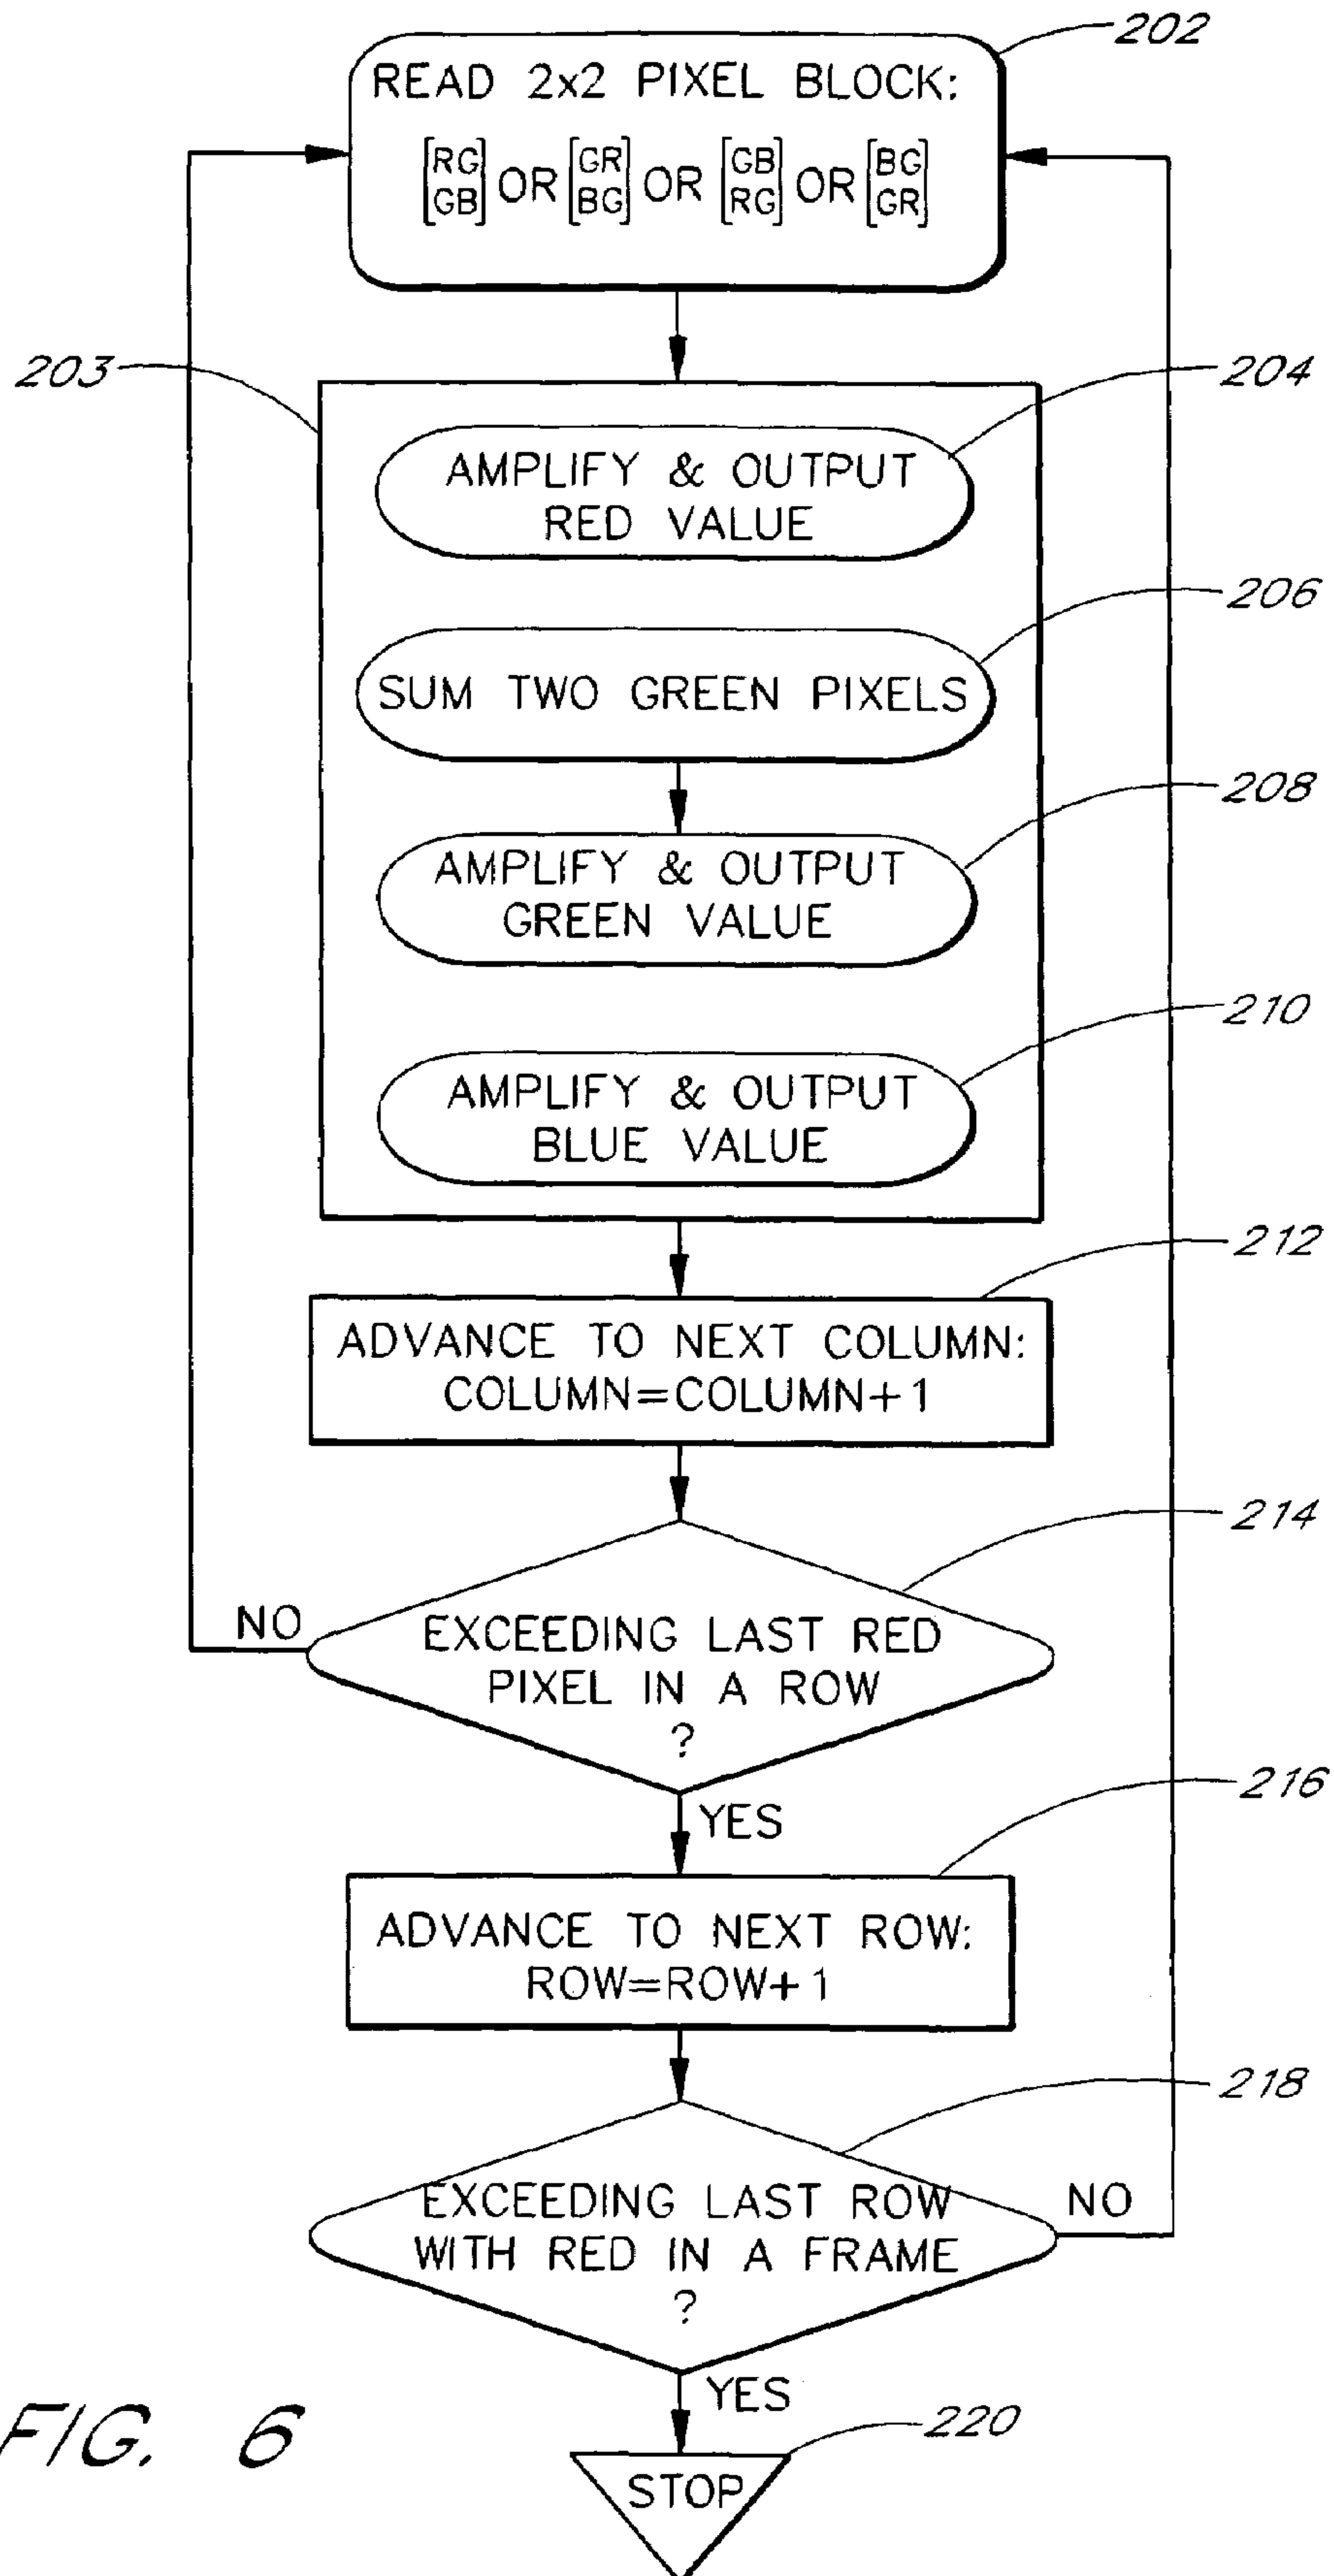 202
READ 2x2 PIXEL BLOCK:
[RG GB] OR [GR BG] OR [GB RG] OR [BG GR]
203
204
AMPLIFY & OUTPUT
RED VALUE
206
SUM TWO GREEN PIXELS
208
AMPLIFY & OUTPUT
GREEN VALUE
210
AMPLIFY & OUTPUT
BLUE VALUE
212
ADVANCE TO NEXT COLUMN:
COLUMN=COLUMN+1
214
NO
EXCEEDING LAST RED
PIXEL IN A ROW
?
YES
216
ADVANCE TO NEXT ROW:
ROW=ROW+1
218
EXCEEDING LAST ROW
WITH RED IN A FRAME
?
NO
YES
220
STOP
FIG. 6